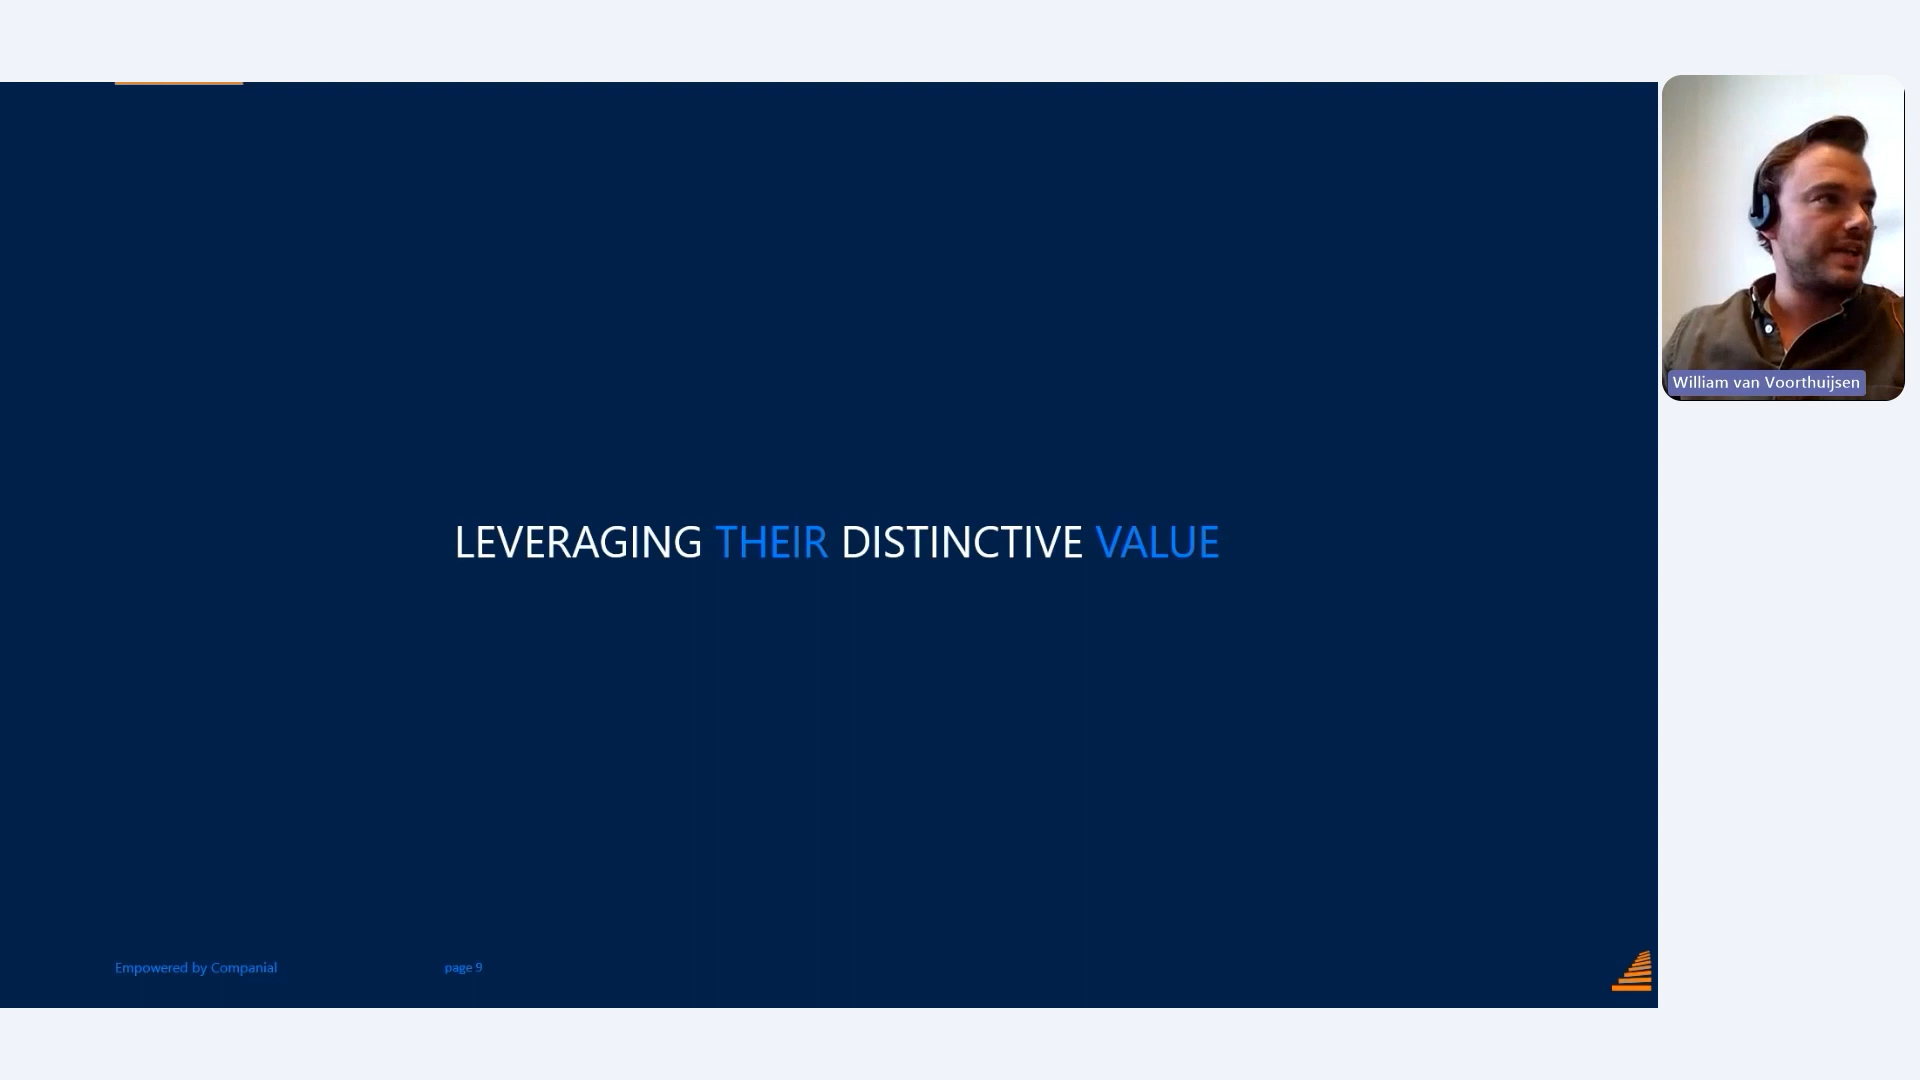 William van Voorthuijsen
LEVERAGING THEIR DISTINCTIVE VALUE
Empowered by Companial
page 9